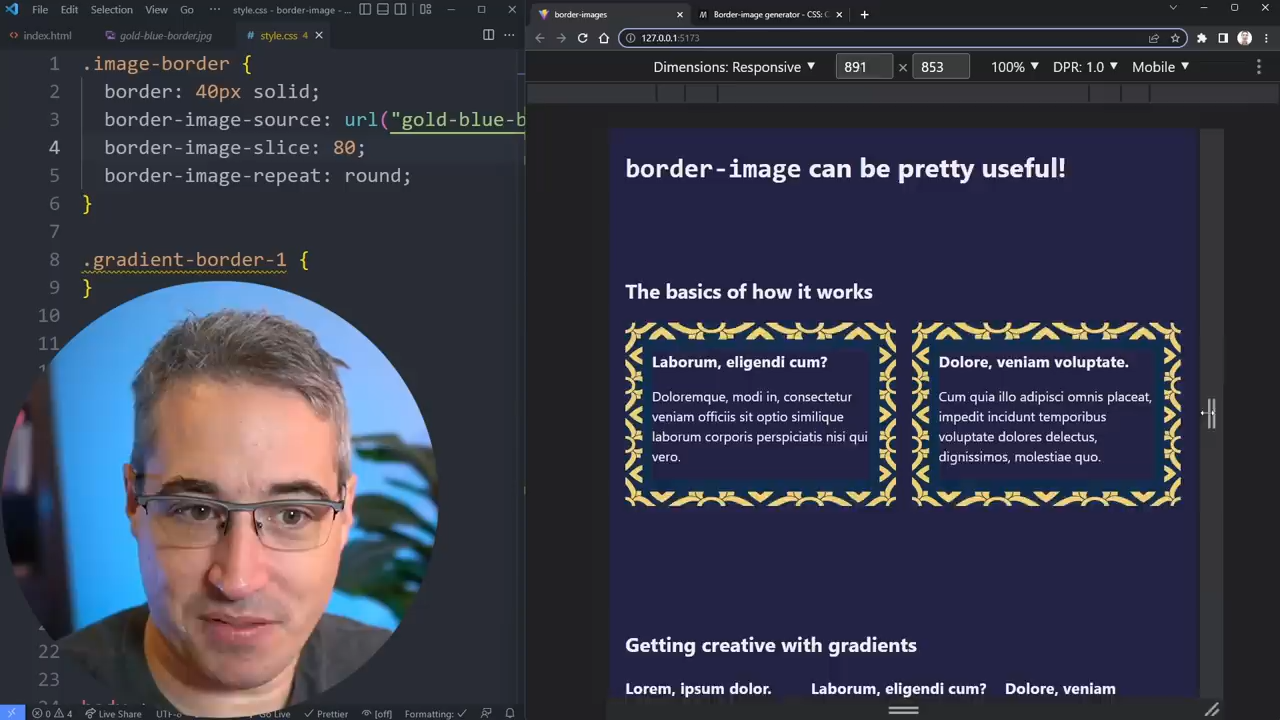 File Edit Selection View Go ··· style.css - border-image - ...
index.html gold-blue-border.jpg style.css 4
1 .image-border {
2 border: 40px solid;
3 border-image-source: url("gold-blue-b
4 border-image-slice: 80;
5 border-image-repeat: round;
6 }
7
8 .gradient-border-1 {
9 }
10
11
22
23
0 4 Live Share Go Live Prettier [off] Formatting:
border-images Border-image generator - CSS: C
127.0.0.1:5173
Dimensions: Responsive 891 × 853 100% DPR: 1.0 Mobile
border-image can be pretty useful!
The basics of how it works
Laborum, eligendi cum?
Doloremque, modi in, consectetur
veniam officiis sit optio similique
laborum corporis perspiciatis nisi qui
vero.
Dolore, veniam voluptate.
Cum quia illo adipisci omnis placeat,
impedit incidunt temporibus
voluptate dolores delectus,
dignissimos, molestiae quo.
Getting creative with gradients
Lorem, ipsum dolor. Laborum, eligendi cum? Dolore, veniam